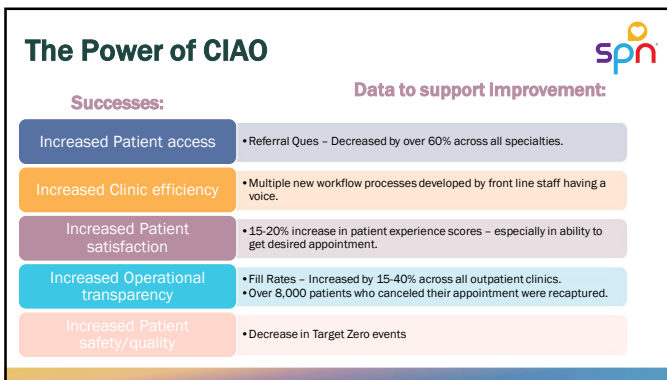 The Power of CIAO
spn
Successes:
Data to support Improvement:
Increased Patient access
•Referral Ques – Decreased by over 60% across all specialties.
Increased Clinic efficiency
•Multiple new workflow processes developed by front line staff having a
voice.
Increased Patient
satisfaction
•15-20% increase in patient experience scores – especially in ability to
get desired appointment.
Increased Operational
transparency
•Fill Rates – Increased by 15-40% across all outpatient clinics.
•Over 8,000 patients who canceled their appointment were recaptured.
Increased Patient
safety/quality
•Decrease in Target Zero events